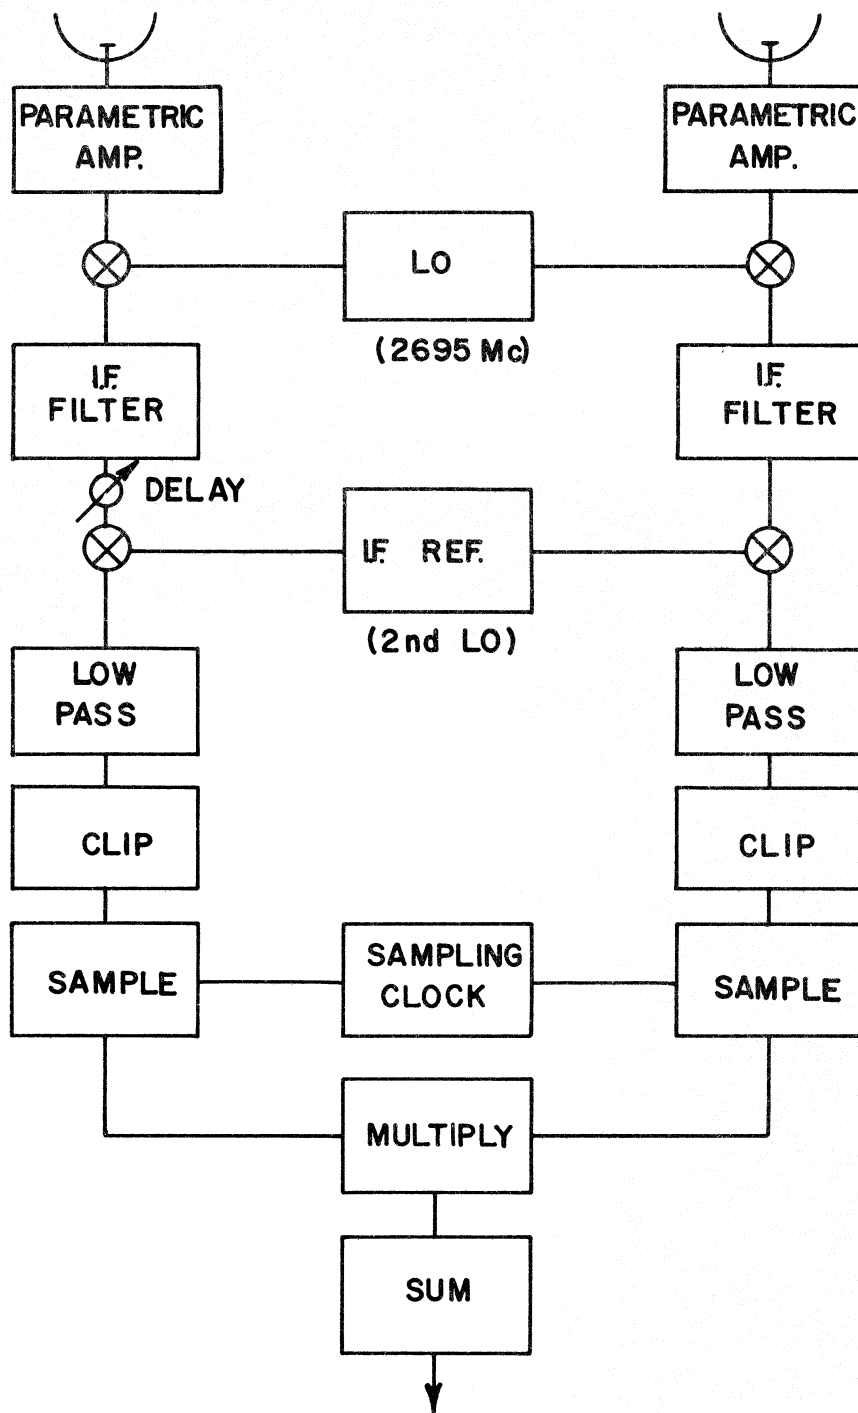 PARAMETRIC
AMP.
PARAMETRIC
AMP.
LO
(2695 Mc)
I.F.
FILTER
I.F.
FILTER
DELAY
I.F. REF.
(2nd LO)
LOW
PASS
LOW
PASS
CLIP
CLIP
SAMPLE
SAMPLING
CLOCK
SAMPLE
MULTIPLY
SUM